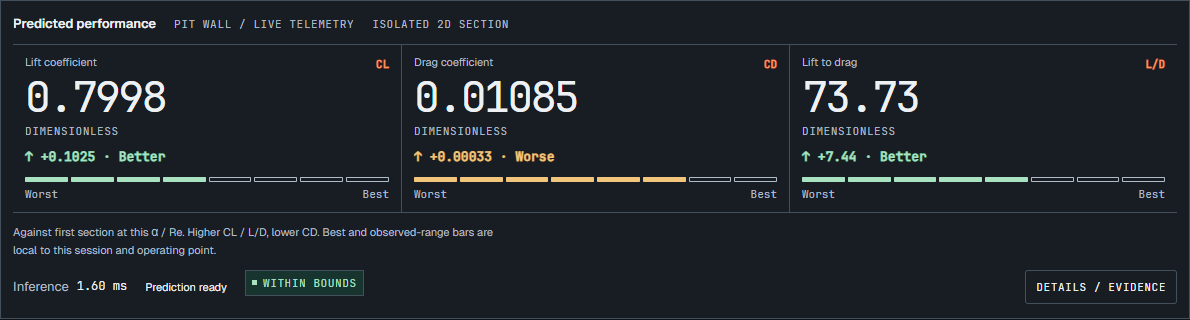 Predicted performance PIT WALL / LIVE TELEMETRY ISOLATED 2D SECTION
Lift coefficient CL
0.7998
DIMENSIONLESS
↑ +0.1025 · Better
Worst Best
Drag coefficient CD
0.01085
DIMENSIONLESS
↑ +0.00033 · Worse
Worst Best
Lift to drag L/D
73.73
DIMENSIONLESS
↑ +7.44 · Better
Worst Best
Against first section at this α / Re. Higher CL / L/D, lower CD. Best and observed-range bars are
local to this session and operating point.
Inference 1.60 ms Prediction ready WITHIN BOUNDS DETAILS / EVIDENCE